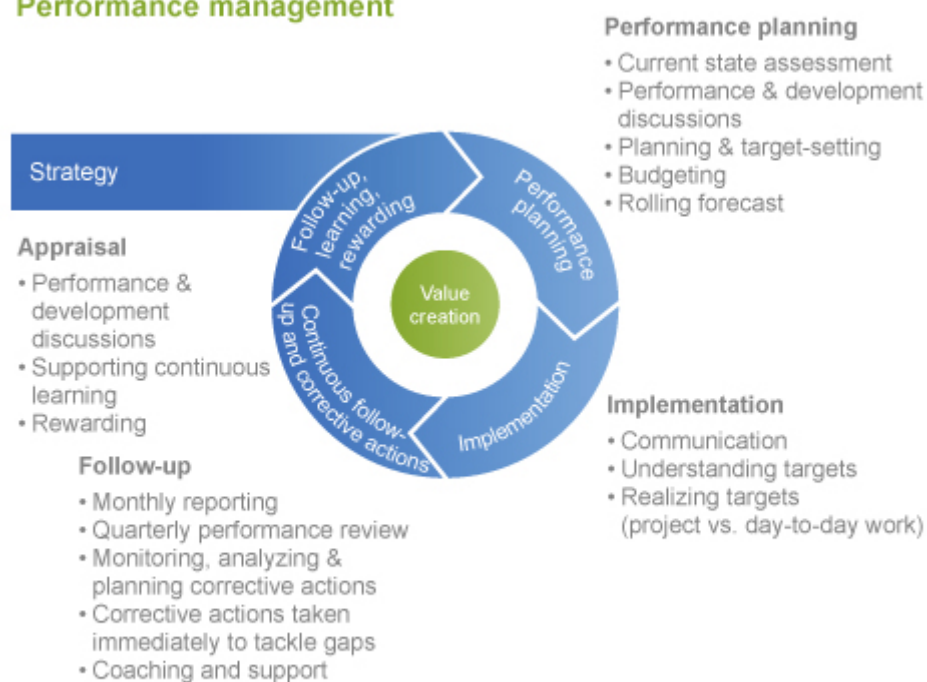 Performance management
Performance planning
• Current state assessment
• Performance & development
discussions
• Planning & target-setting
• Budgeting
• Rolling forecast
Strategy
Follow-up,
learning,
rewarding
Performance
planning
Value
creation
Continuous follow-
up and corrective actions
Implementation
Appraisal
• Performance &
development
discussions
• Supporting continuous
learning
• Rewarding
Implementation
• Communication
• Understanding targets
• Realizing targets
(project vs. day-to-day work)
Follow-up
• Monthly reporting
• Quarterly performance review
• Monitoring, analyzing &
planning corrective actions
• Corrective actions taken
immediately to tackle gaps
• Coaching and support